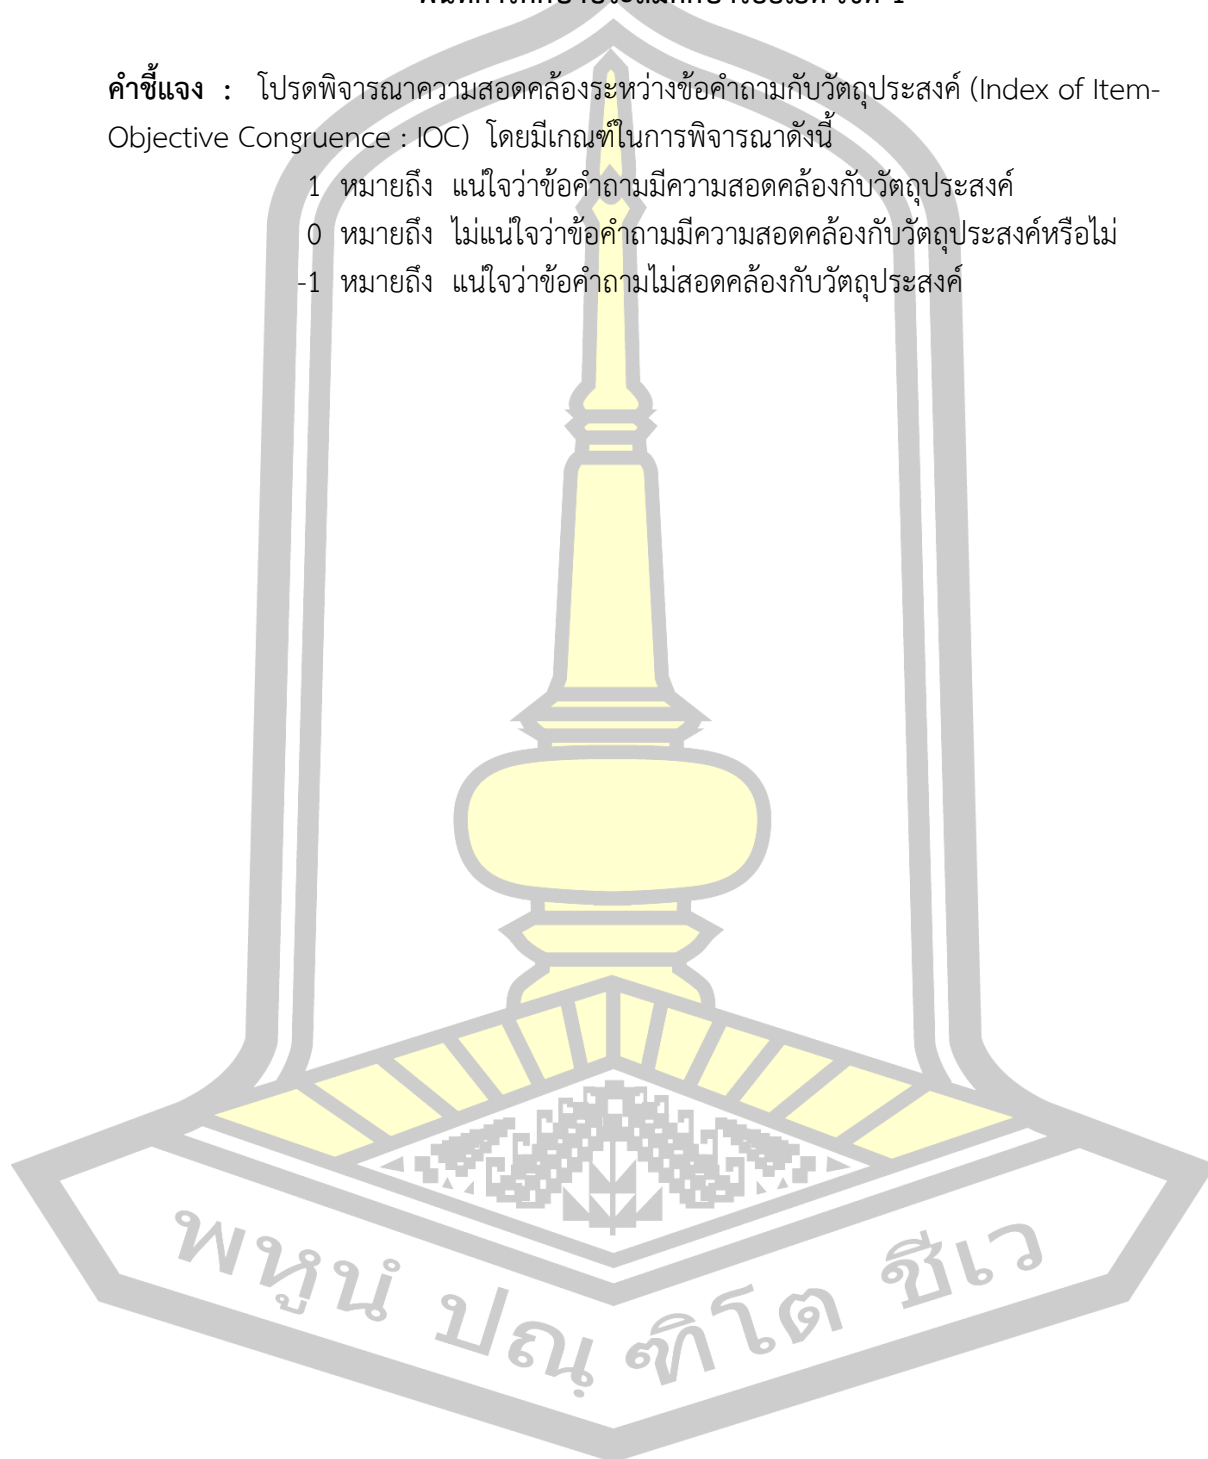 คำชี้แจง : โปรดพิจารณาความสอดคล้องระหว่างข้อคำถามกับวัตถุประสงค์ (Index of Item-
Objective Congruence : IOC) โดยมีเกณฑ์ในการพิจารณาดังนี้
1 หมายถึง แน่ใจว่าข้อคำถามมีความสอดคล้องกับวัตถุประสงค์
0 หมายถึง ไม่แน่ใจว่าข้อคำถามมีความสอดคล้องกับวัตถุประสงค์หรือไม่
-1 หมายถึง แน่ใจว่าข้อคำถามไม่สอดคล้องกับวัตถุประสงค์
พหูนํ ปณฺฑิโต ชีเว